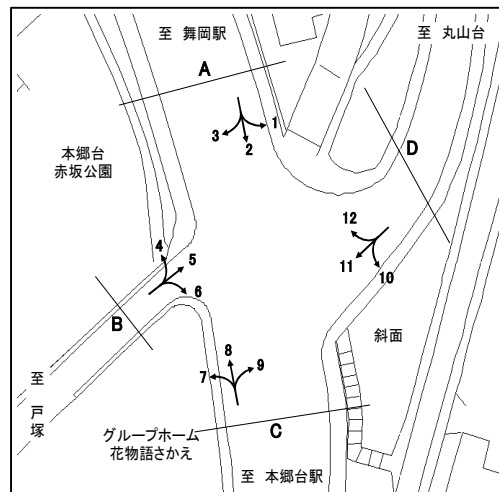 至 舞岡駅
至 丸山台
A
本郷台
赤坂公園
1
3
2
D
12
4
5
11
10
6
B
斜面
8
7
9
至 戸塚
C
グループホーム
花物語さかえ
至 本郷台駅